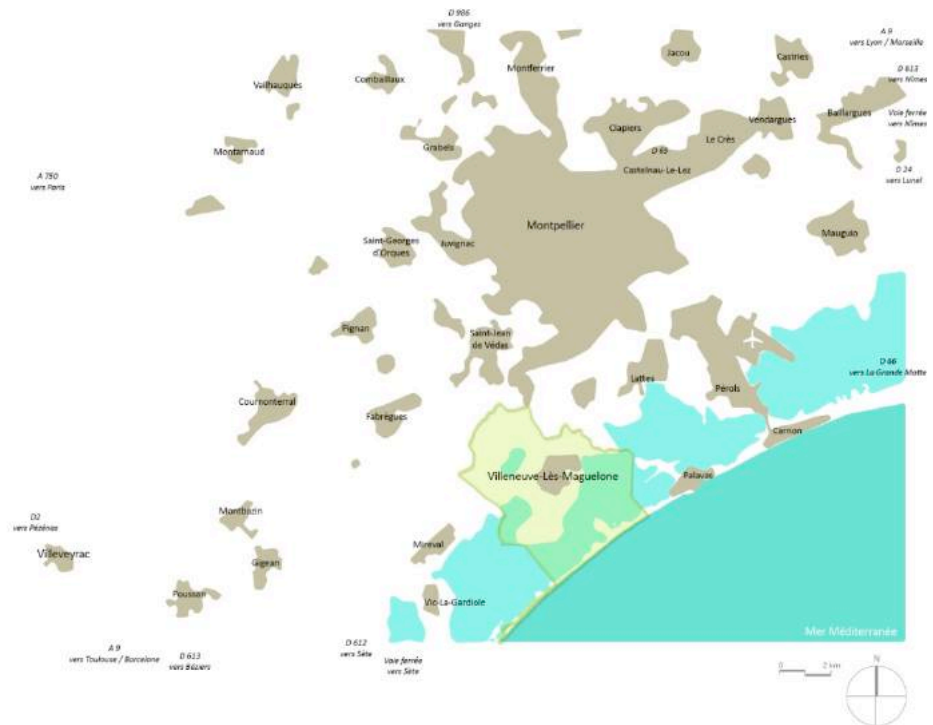 D 986
vers Ganges
A 9
vers Lyon / Marseille
Jacou
Castries
Montferrier
D 613
vers Nîmes
Combaillaux
Vailhauquès
Baillargues
Voie ferrée
vers Nîmes
Vendargues
Clapiers
Le Crès
Grabels
Montarnaud
D 65
Castelnau-Le-Lez
D 24
vers Lunel
A 750
vers Paris
Montpellier
Mauguio
Saint-Georges
d'Orques
Juvignac
Pignan
Saint-Jean
de Védas
D 66
vers La Grande Motte
Lattes
Pérols
Cournonterral
Fabrègues
Carnon
Villeneuve-Lès-Maguelone
Palavas
Montbazin
D2
vers Pézénas
Mireval
Villeveyrac
Gigean
Poussan
Vic-La-Gardiole
Mer Méditerranée
A 9
vers Toulouse / Barcelone
D 613
vers Béziers
D 612
vers Sète
Voie ferrée
vers Sète
0 2 km
N